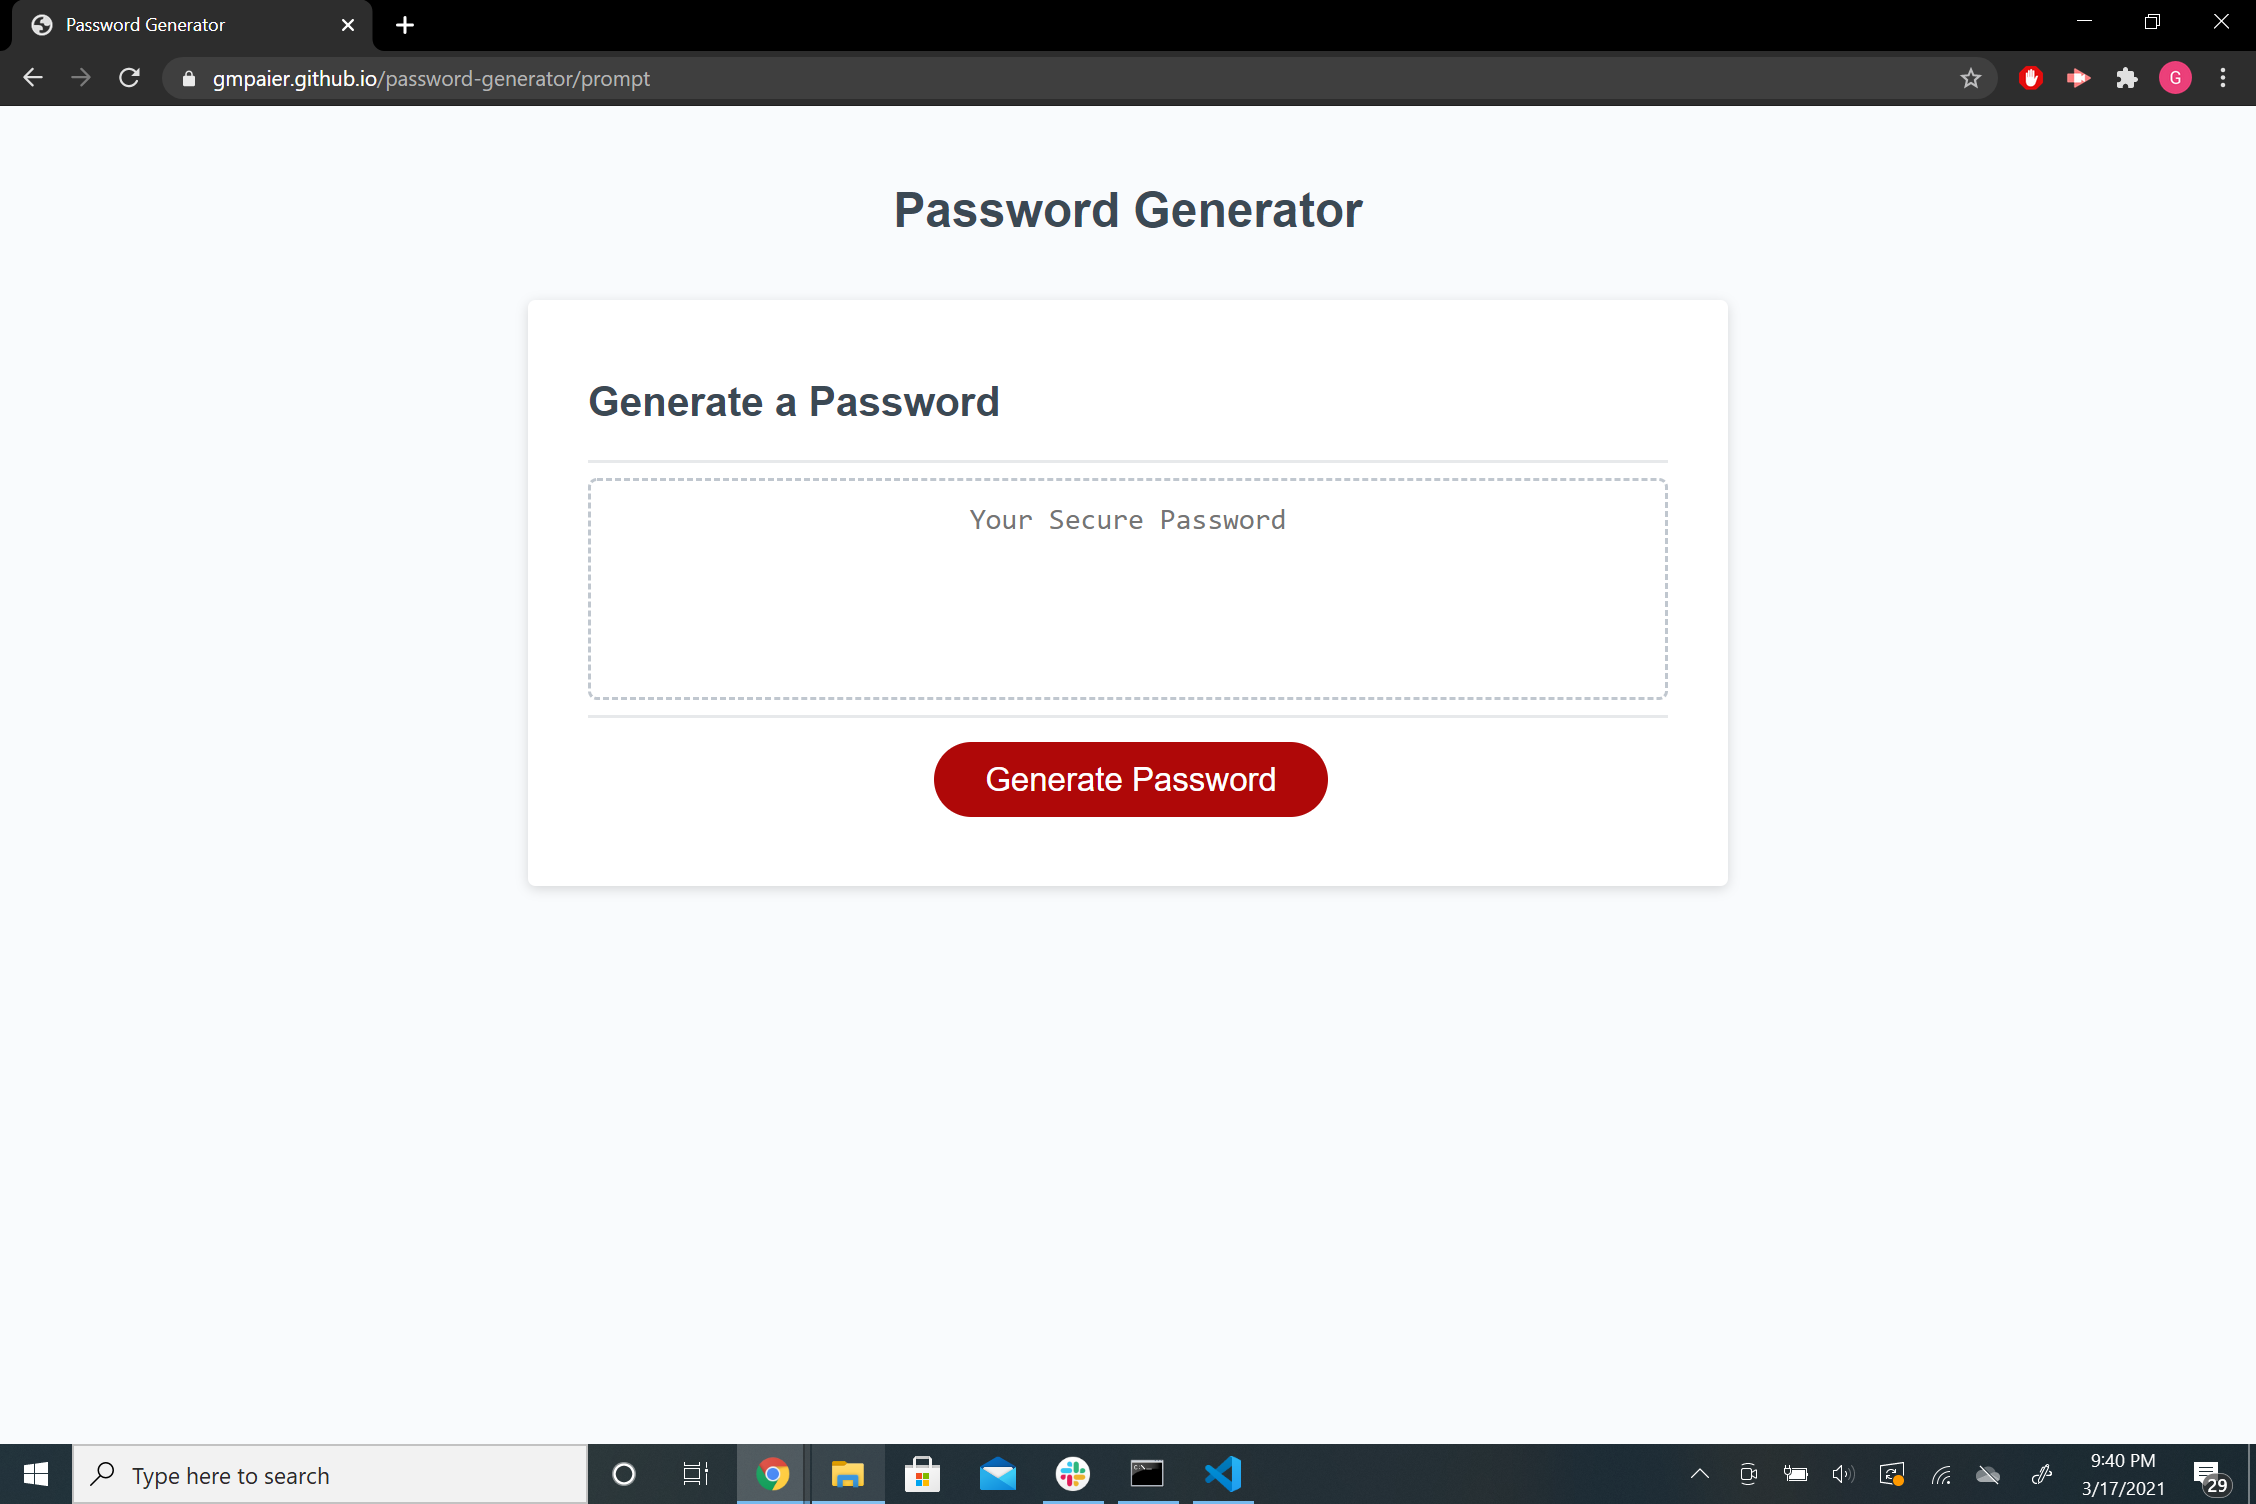 Password Generator
gmpaier.github.io/password-generator/prompt
G
Password Generator
Generate a Password
Your Secure Password
Generate Password
Type here to search
9:40 PM
3/17/2021
29